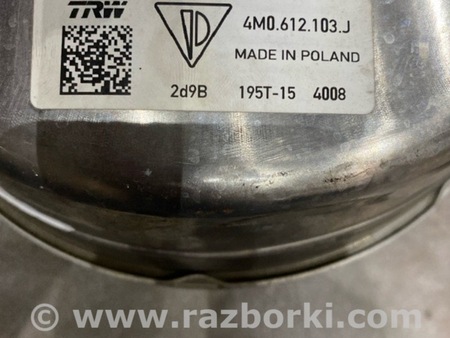 TRW
4M0.612.103.J
MADE IN POLAND
2d9B 195T-15 4008
© www.razborki.com